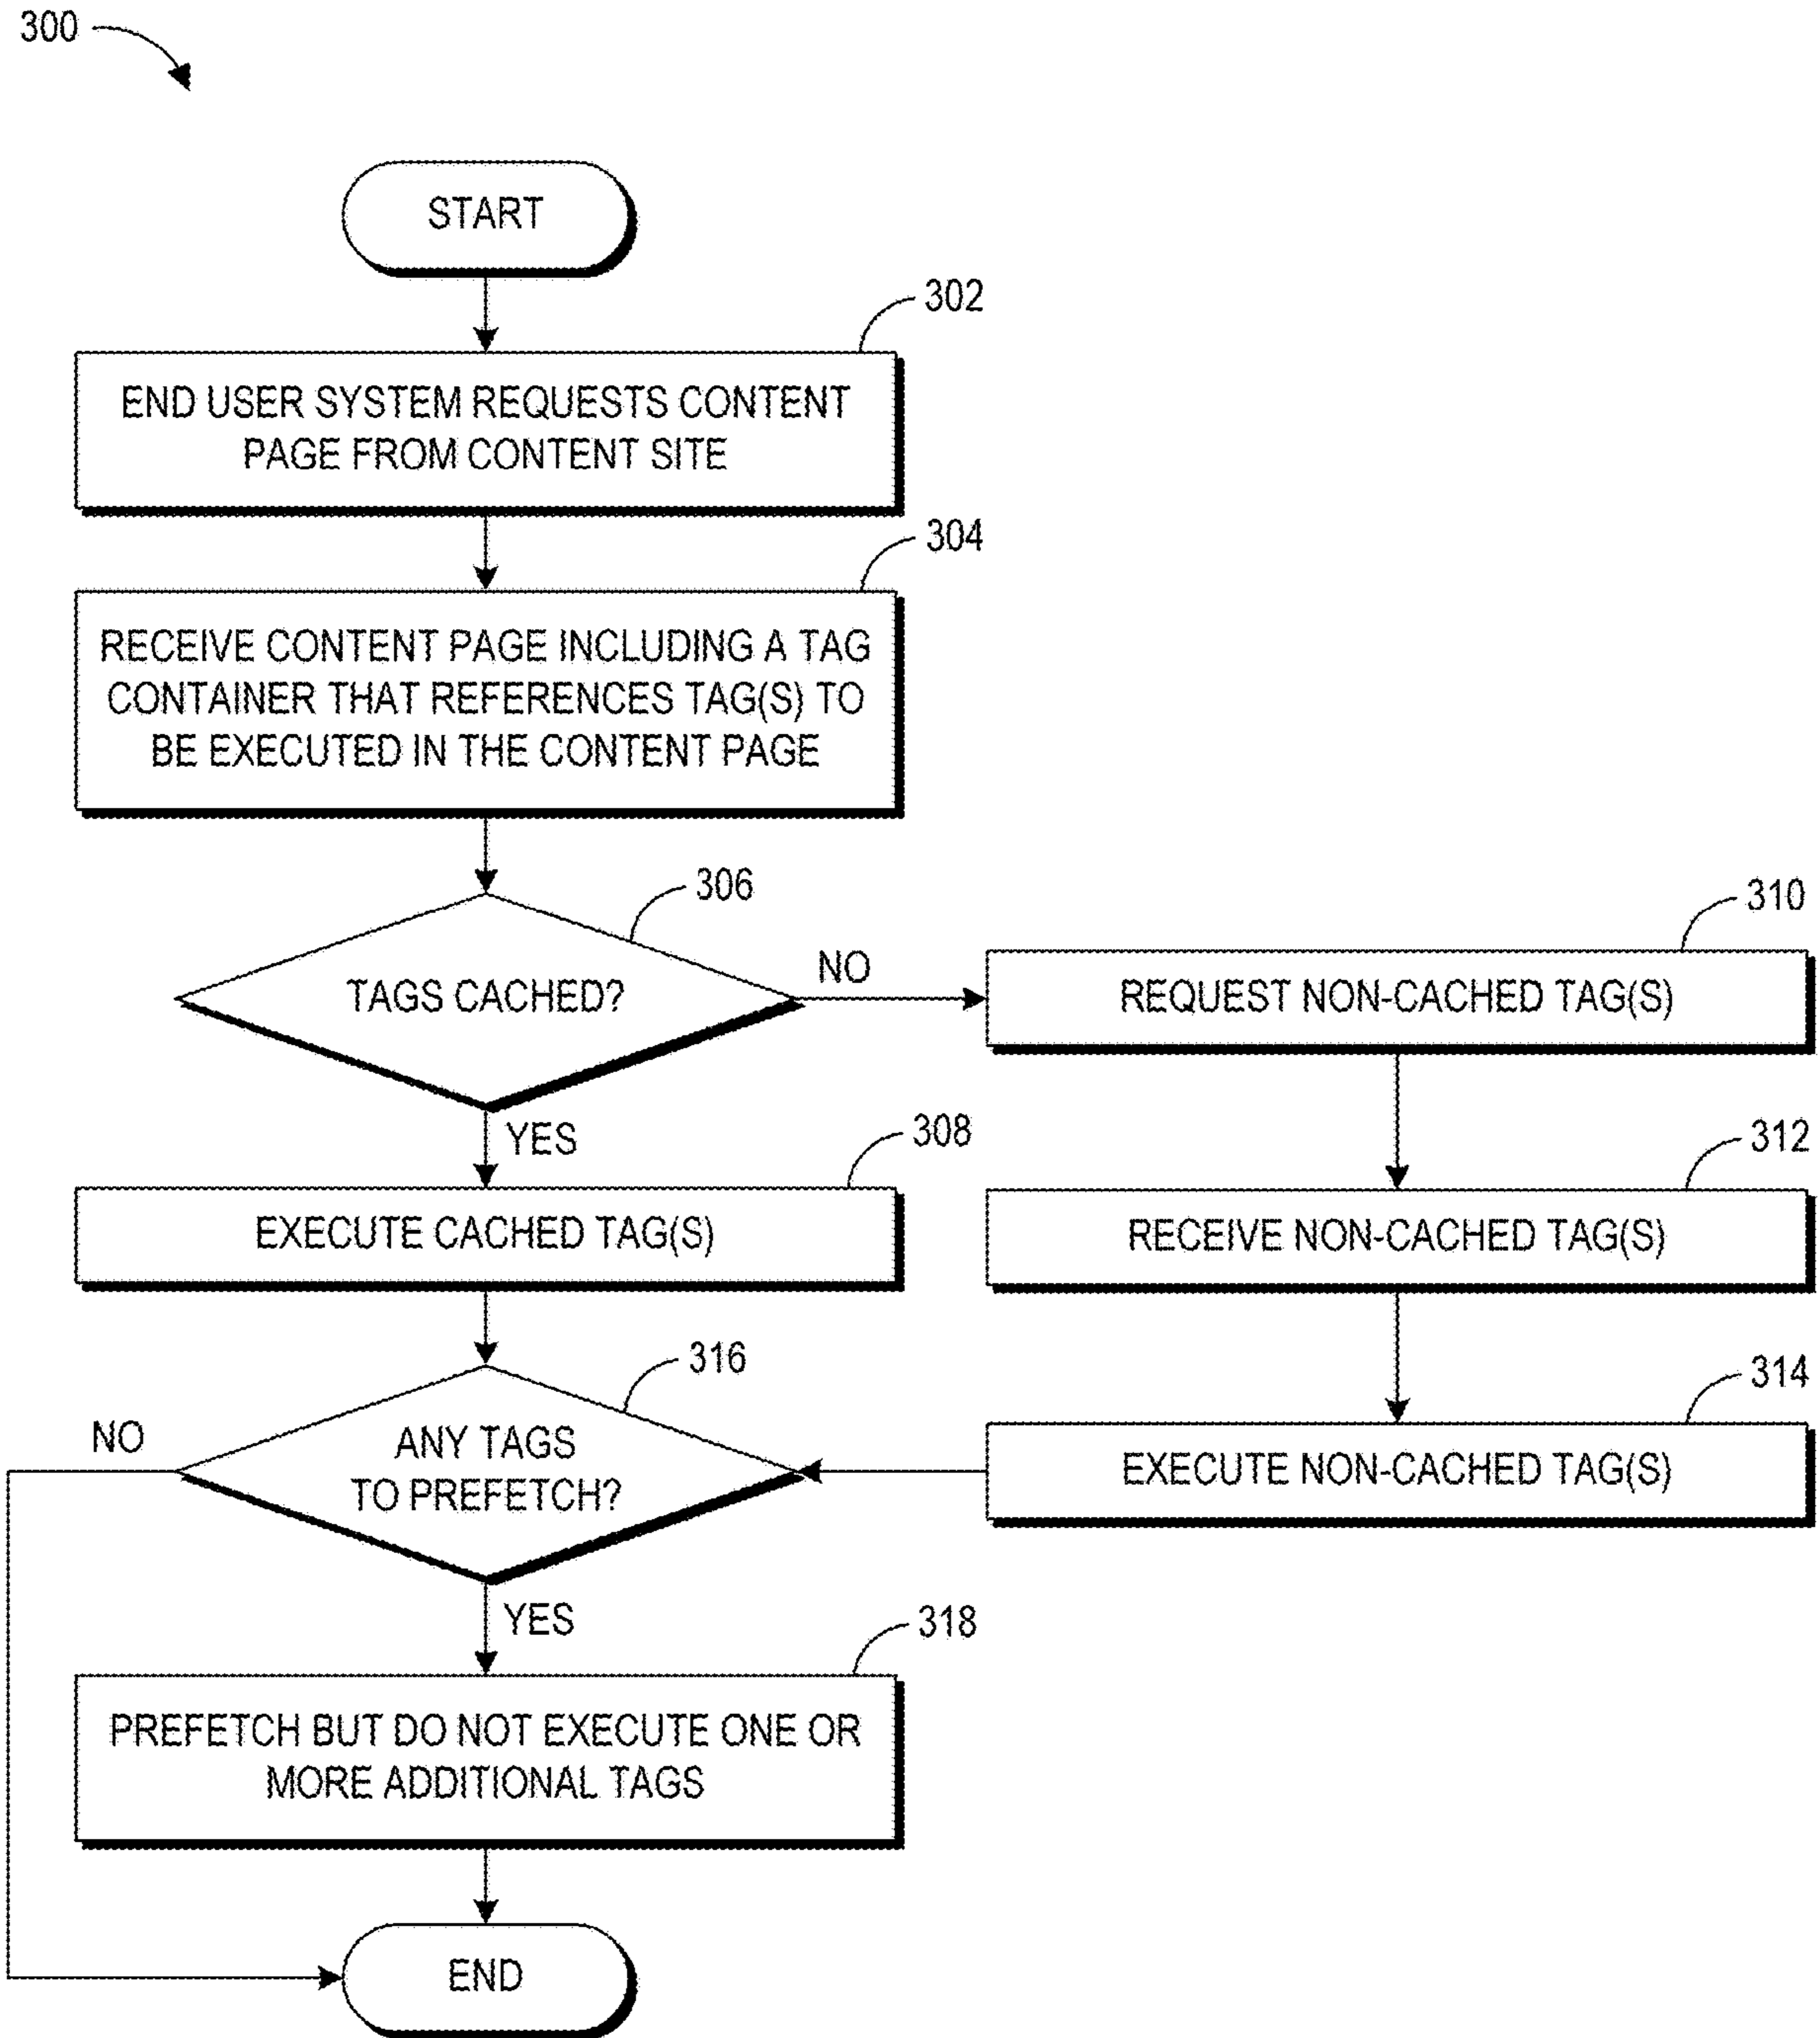 300
START
302
END USER SYSTEM REQUESTS CONTENT
PAGE FROM CONTENT SITE
304
RECEIVE CONTENT PAGE INCLUDING A TAG
CONTAINER THAT REFERENCES TAG(S) TO
BE EXECUTED IN THE CONTENT PAGE
306
TAGS CACHED?
NO
310
REQUEST NON-CACHED TAG(S)
YES
308
EXECUTE CACHED TAG(S)
312
RECEIVE NON-CACHED TAG(S)
316
ANY TAGS
TO PREFETCH?
NO
314
EXECUTE NON-CACHED TAG(S)
YES
318
PREFETCH BUT DO NOT EXECUTE ONE OR
MORE ADDITIONAL TAGS
END